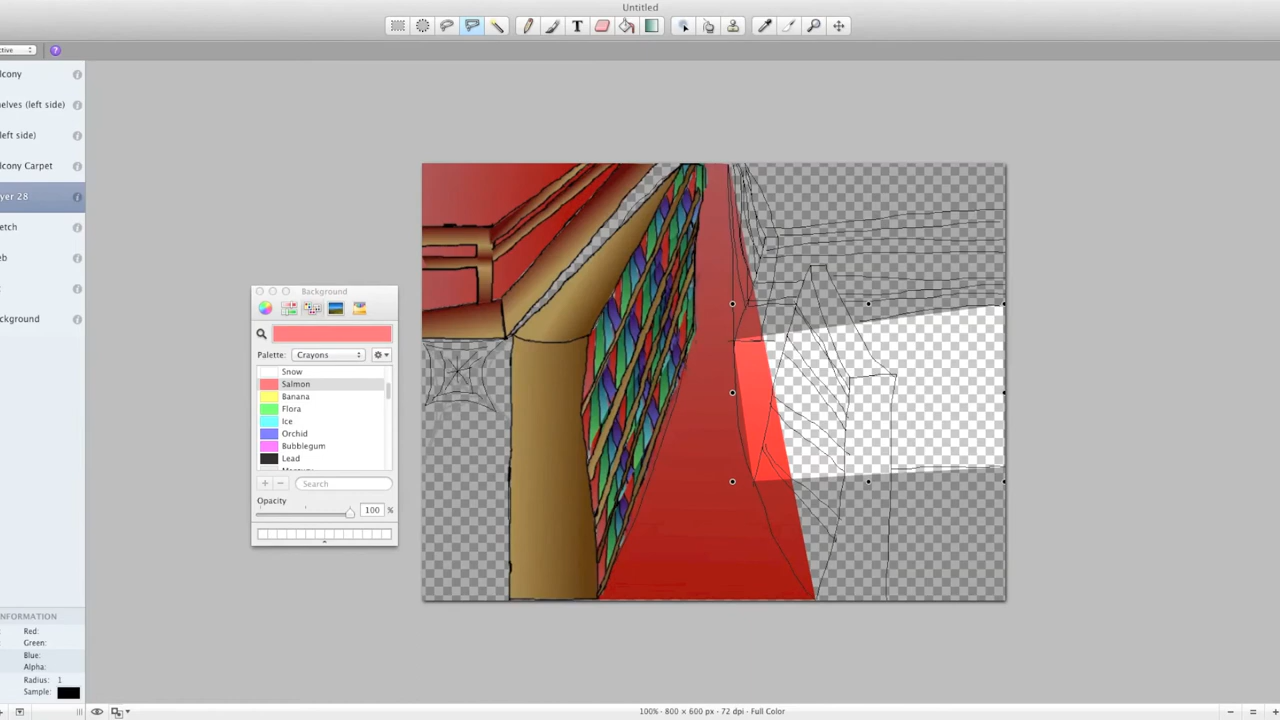 Untitled
T
ctive
?
lcony
elves (left side)
left side)
lcony Carpet
yer 28
etch
eb
ckground
Background
Palette: Crayons
Snow
Salmon
Banana
Flora
Ice
Orchid
Bubblegum
Lead
Search
Opacity
100 %
INFORMATION
Red:
Green:
Blue:
Alpha:
Radius: 1
Sample:
100% - 800 × 600 px - 72 dpi - Full Color